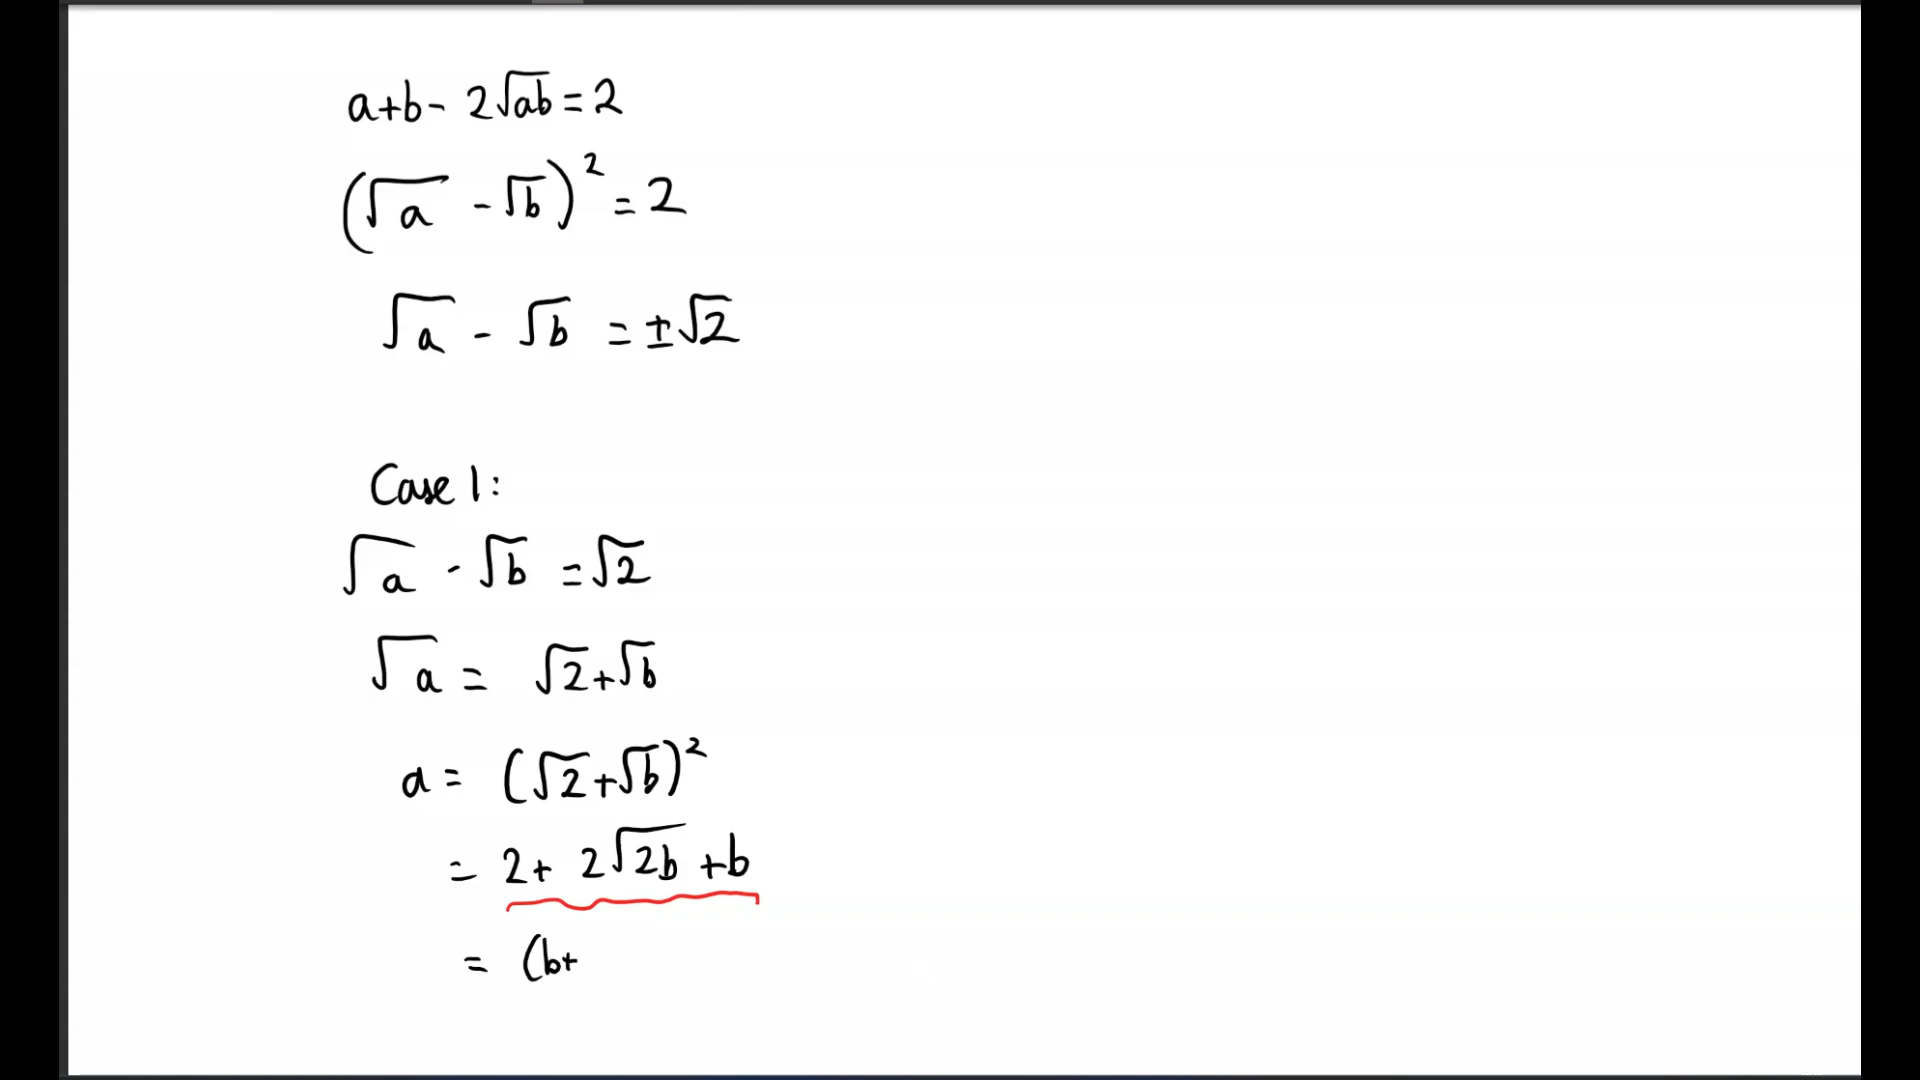 a+b- 2√ab = 2
(√a - √b)² = 2
√a - √b = ±√2
Case 1:
√a - √b = √2
√a = √2+√b
a = (√2+√b)²
= 2+ 2√2b +b
= (b+